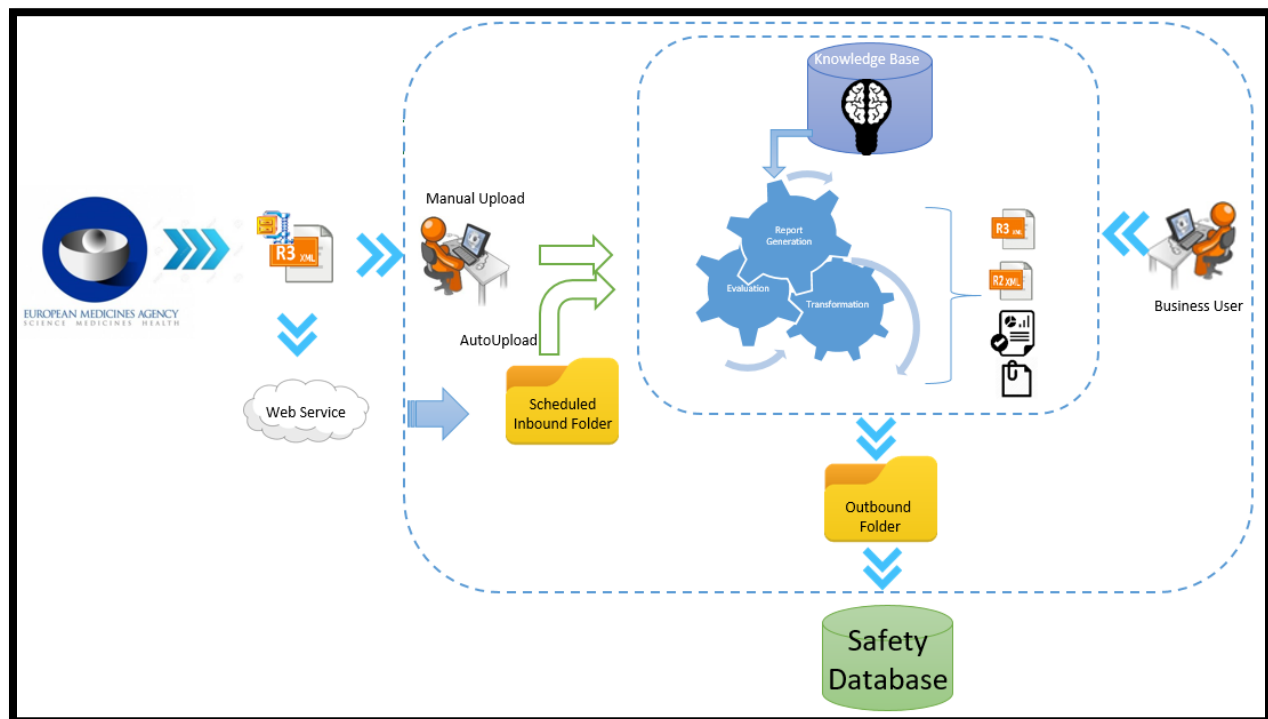 Knowledge Base
Manual Upload
Report
Generation
R3 XML
R3
XML
Evaluation
Transformation
R2 XML
EUROPEAN MEDICINES AGENCY
SCIENCE MEDICINES HEALTH
Business User
AutoUpload
Web Service
Scheduled
Inbound Folder
Outbound
Folder
Safety
Database